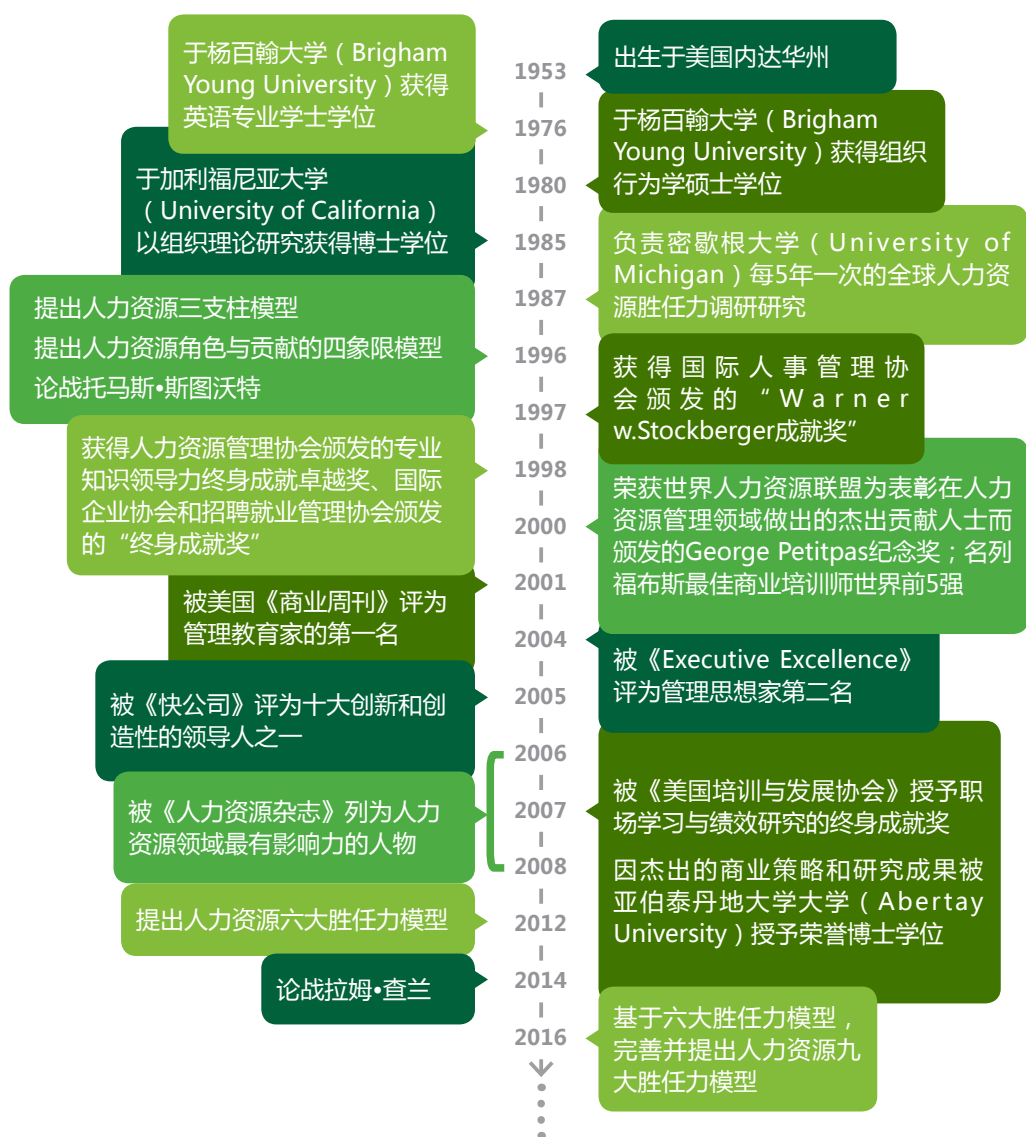 1953
出生于美国内达华州
于杨百翰大学（Brigham
Young University）获得
英语专业学士学位
1976
于杨百翰大学（Brigham
Young University）获得组织
行为学硕士学位
1980
于加利福尼亚大学
（University of California）
以组织理论研究获得博士学位
1985
负责密歇根大学（University of
Michigan）每5年一次的全球人力资
源胜任力调研研究
1987
提出人力资源三支柱模型
提出人力资源角色与贡献的四象限模型
论战托马斯•斯图沃特
1996
获得国际人事管理协
会颁发的“Warner
w.Stockberger成就奖”
1997
获得人力资源管理协会颁发的专业
知识领导力终身成就卓越奖、国际
企业协会和招聘就业管理协会颁发
的“终身成就奖”
1998
荣获世界人力资源联盟为表彰在人力
资源管理领域做出的杰出贡献人士而
颁发的George Petitpas纪念奖；名列
福布斯最佳商业培训师世界前5强
2000
被美国《商业周刊》评为
管理教育家的第一名
2001
2004
被《Executive Excellence》
评为管理思想家第二名
被《快公司》评为十大创新和创
造性的领导人之一
2005
2006
被《人力资源杂志》列为人力
资源领域最有影响力的人物
2007
2008
被《美国培训与发展协会》授予职
场学习与绩效研究的终身成就奖
因杰出的商业策略和研究成果被
亚伯泰丹地大学大学（Abertay
University）授予荣誉博士学位
提出人力资源六大胜任力模型
2012
论战拉姆•查兰
2014
2016
基于六大胜任力模型，
完善并提出人力资源九
大胜任力模型